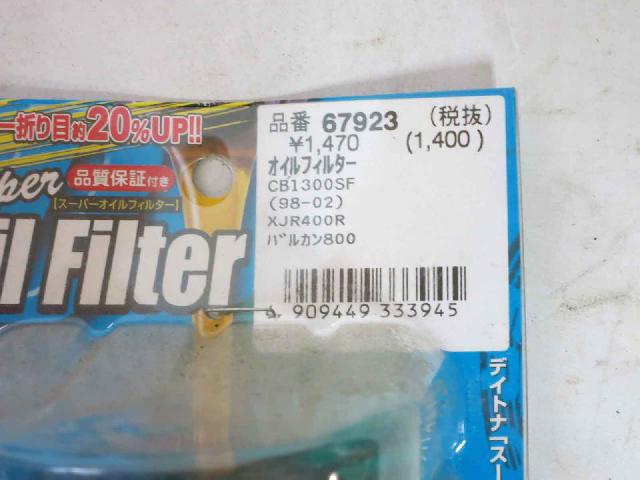 一折り目約20%UP!!
品質保証付き
【スーパーオイルフィルター】
Filter
品番 67923 (税抜)
¥1,470 (1,400)
オイルフィルター
CB1300SF
(98-02)
XJR400R
バルカン800
909449 333945
デイトナ「スー